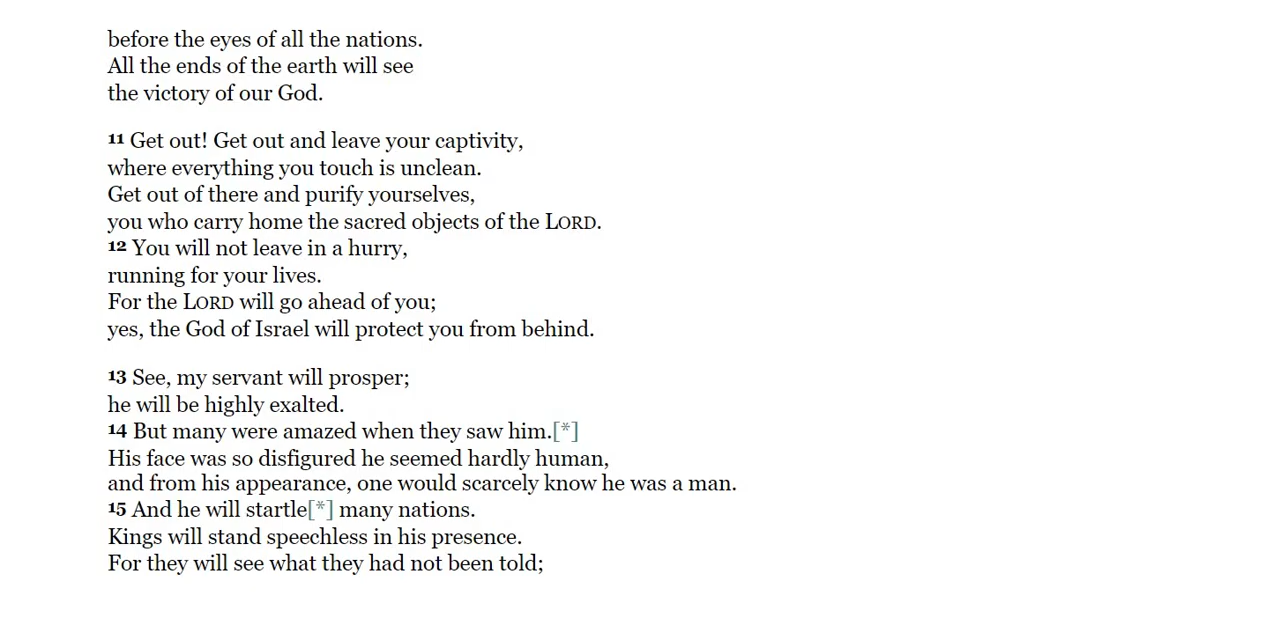 before the eyes of all the nations.
All the ends of the earth will see
the victory of our God.
11 Get out! Get out and leave your captivity,
where everything you touch is unclean.
Get out of there and purify yourselves,
you who carry home the sacred objects of the LORD.
12 You will not leave in a hurry,
running for your lives.
For the LORD will go ahead of you;
yes, the God of Israel will protect you from behind.
13 See, my servant will prosper;
he will be highly exalted.
14 But many were amazed when they saw him.[*]
His face was so disfigured he seemed hardly human,
and from his appearance, one would scarcely know he was a man.
15 And he will startle[*] many nations.
Kings will stand speechless in his presence.
For they will see what they had not been told;